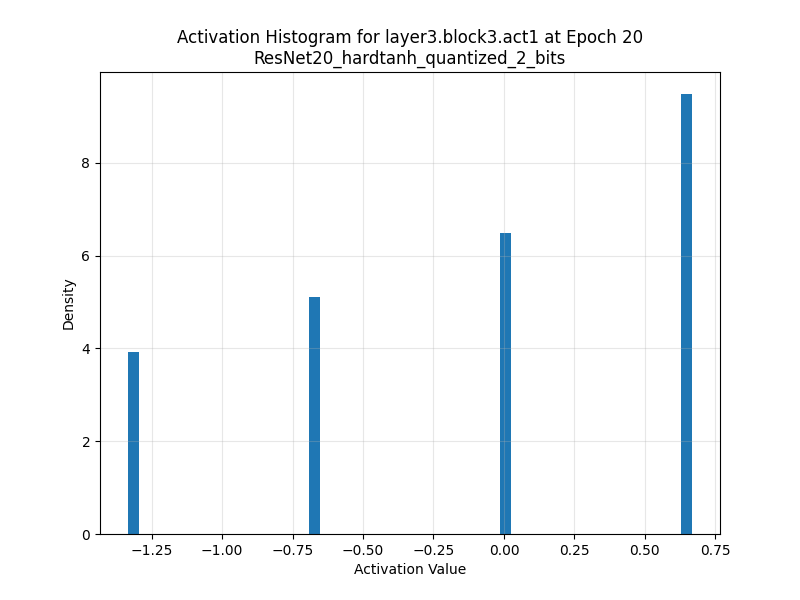 Activation Histogram for layer3.block3.act1 at Epoch 20
ResNet20_hardtanh_quantized_2_bits
Density
8
6
4
2
0
−1.25 −1.00 −0.75 −0.50 −0.25 0.00 0.25 0.50 0.75
Activation Value